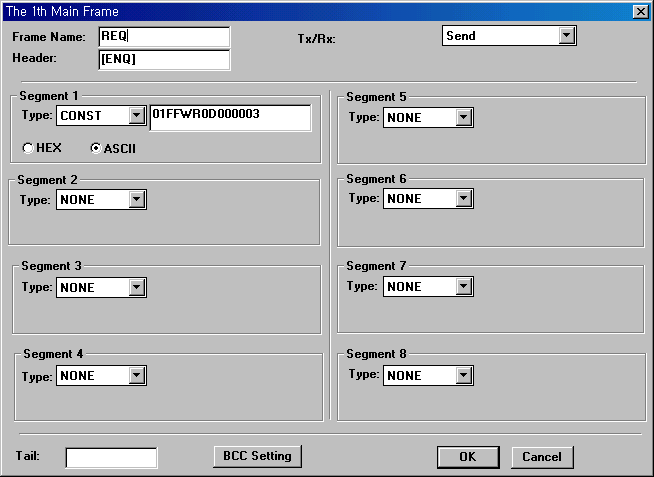 The 1th Main Frame
Frame Name: REQ Tx/Rx: Send
Header: [ENQ]
Segment 1
Type: CONST 01FFWR0D000003
HEX ASCII
Segment 2
Type: NONE
Segment 3
Type: NONE
Segment 4
Type: NONE
Segment 5
Type: NONE
Segment 6
Type: NONE
Segment 7
Type: NONE
Segment 8
Type: NONE
Tail: BCC Setting OK Cancel